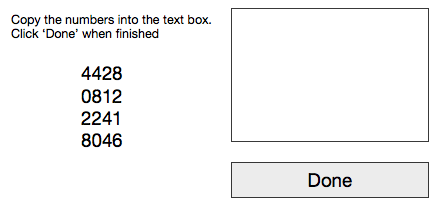 Copy the numbers into the text box.
Click ‘Done’ when finished
4428
0812
2241
8046
Done